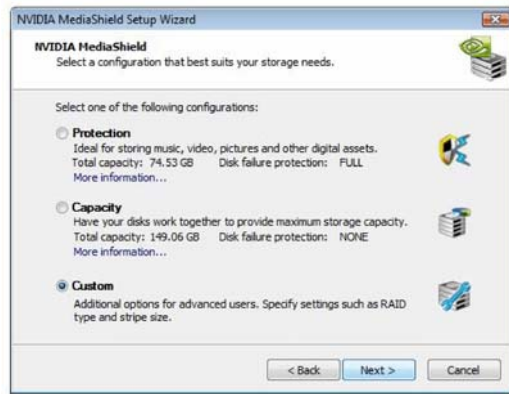 NVIDIA MediaShield Setup Wizard
NVIDIA MediaShield
Select a configuration that best suits your storage needs.
Select one of the following configurations:
Protection
Ideal for storing music, video, pictures and other digital assets.
Total capacity: 74.53 GB Disk failure protection: FULL
More information...
Capacity
Have your disks work together to provide maximum storage capacity.
Total capacity: 149.06 GB Disk failure protection: NONE
More information...
Custom
Additional options for advanced users. Specify settings such as RAID
type and stripe size.
< Back Next > Cancel